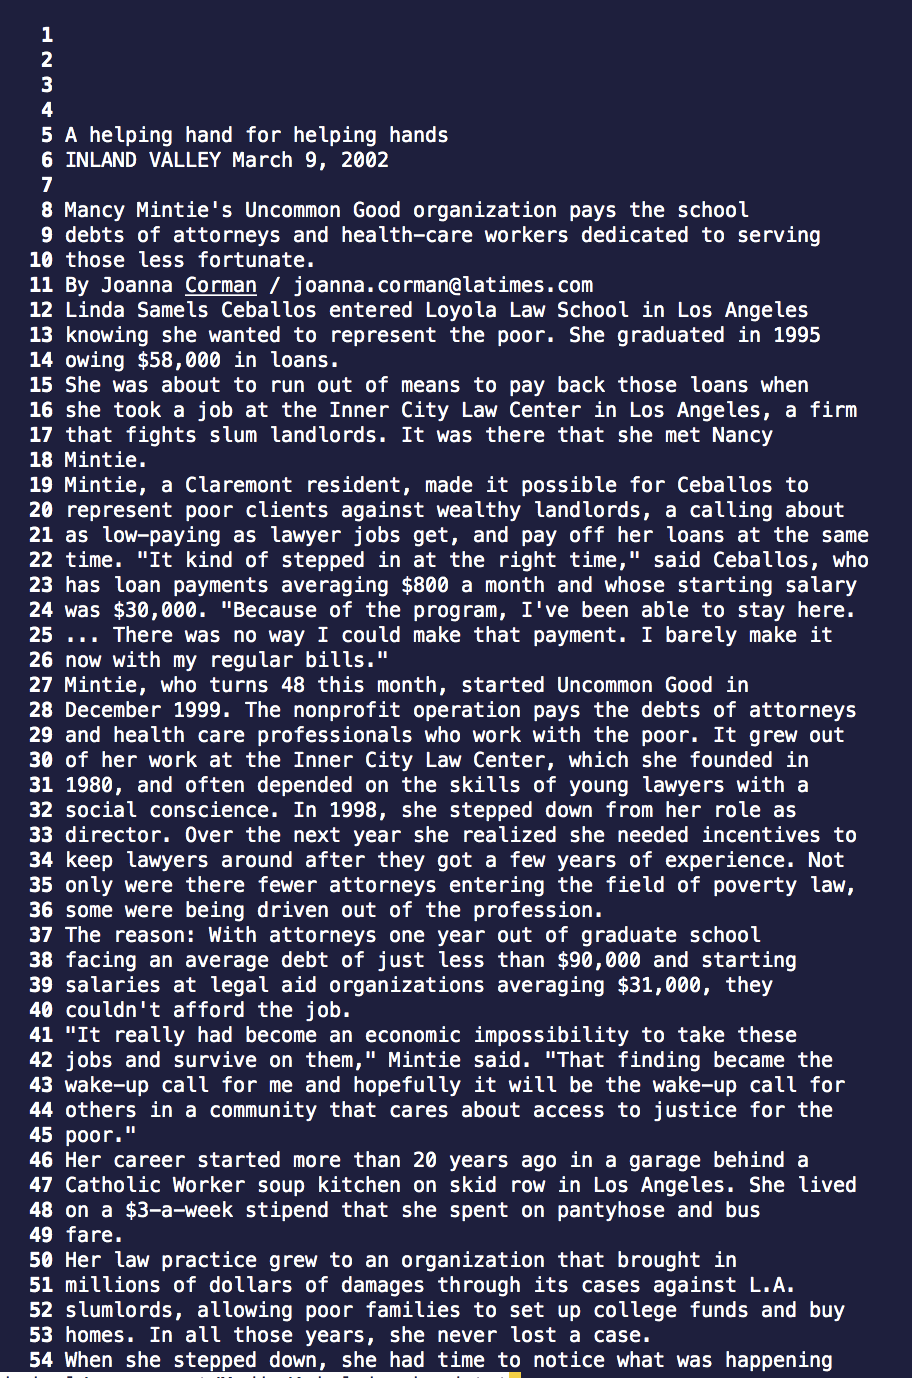 1
2
3
4
5 A helping hand for helping hands
6 INLAND VALLEY March 9, 2002
7
8 Mancy Mintie's Uncommon Good organization pays the school
9 debts of attorneys and health-care workers dedicated to serving
10 those less fortunate.
11 By Joanna Corman / joanna.corman@latimes.com
12 Linda Samels Ceballos entered Loyola Law School in Los Angeles
13 knowing she wanted to represent the poor. She graduated in 1995
14 owing $58,000 in loans.
15 She was about to run out of means to pay back those loans when
16 she took a job at the Inner City Law Center in Los Angeles, a firm
17 that fights slum landlords. It was there that she met Nancy
18 Mintie.
19 Mintie, a Claremont resident, made it possible for Ceballos to
20 represent poor clients against wealthy landlords, a calling about
21 as low-paying as lawyer jobs get, and pay off her loans at the same
22 time. "It kind of stepped in at the right time," said Ceballos, who
23 has loan payments averaging $800 a month and whose starting salary
24 was $30,000. "Because of the program, I've been able to stay here.
25 ... There was no way I could make that payment. I barely make it
26 now with my regular bills."
27 Mintie, who turns 48 this month, started Uncommon Good in
28 December 1999. The nonprofit operation pays the debts of attorneys
29 and health care professionals who work with the poor. It grew out
30 of her work at the Inner City Law Center, which she founded in
31 1980, and often depended on the skills of young lawyers with a
32 social conscience. In 1998, she stepped down from her role as
33 director. Over the next year she realized she needed incentives to
34 keep lawyers around after they got a few years of experience. Not
35 only were there fewer attorneys entering the field of poverty law,
36 some were being driven out of the profession.
37 The reason: With attorneys one year out of graduate school
38 facing an average debt of just less than $90,000 and starting
39 salaries at legal aid organizations averaging $31,000, they
40 couldn't afford the job.
41 "It really had become an economic impossibility to take these
42 jobs and survive on them," Mintie said. "That finding became the
43 wake-up call for me and hopefully it will be the wake-up call for
44 others in a community that cares about access to justice for the
45 poor."
46 Her career started more than 20 years ago in a garage behind a
47 Catholic Worker soup kitchen on skid row in Los Angeles. She lived
48 on a $3-a-week stipend that she spent on pantyhose and bus
49 fare.
50 Her law practice grew to an organization that brought in
51 millions of dollars of damages through its cases against L.A.
52 slumlords, allowing poor families to set up college funds and buy
53 homes. In all those years, she never lost a case.
54 When she stepped down, she had time to notice what was happening